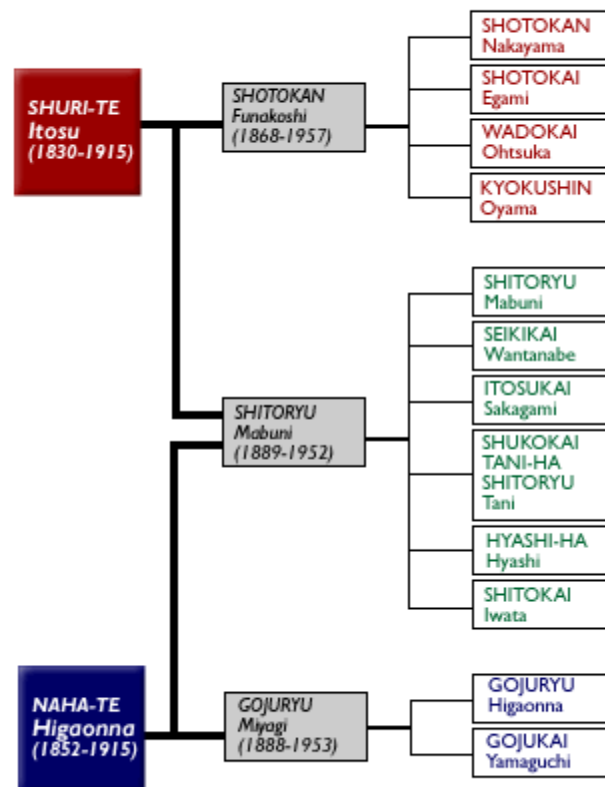 SHURI-TE
Itosu
(1830-1915)
SHOTOKAN
Funakoshi
(1868-1957)
SHOTOKAN
Nakayama
SHOTOKAI
Egami
WADOKAI
Ohtsuka
KYOKUSHIN
Oyama
SHITORYU
Mabuni
(1889-1952)
SHITORYU
Mabuni
SEIKIKAI
Wantanabe
ITOSUKAI
Sakagami
SHUKOKAI
TANI-HA
SHITORYU
Tani
HYASHI-HA
Hyashi
SHITOKAI
Iwata
NAHA-TE
Higaonna
(1852-1915)
GOJURYU
Miyagi
(1888-1953)
GOJURYU
Higaonna
GOJUKAI
Yamaguchi